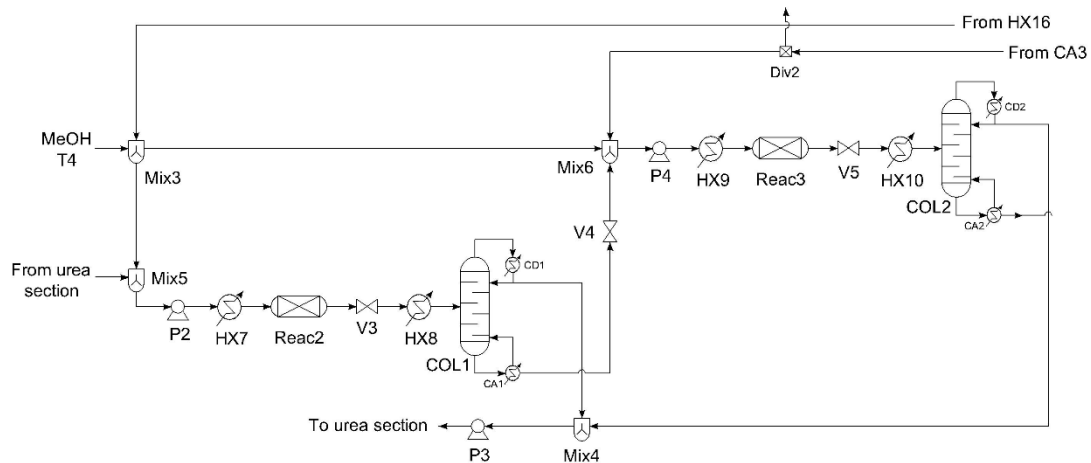 From HX16
From CA3
Div2
CD2
MeOH
T4
Mix3
Mix6
P4
HX9
Reac3
V5
HX10
COL2
CA2
V4
From urea
section
Mix5
CD1
P2
HX7
Reac2
V3
HX8
COL1
CA1
To urea section
P3
Mix4